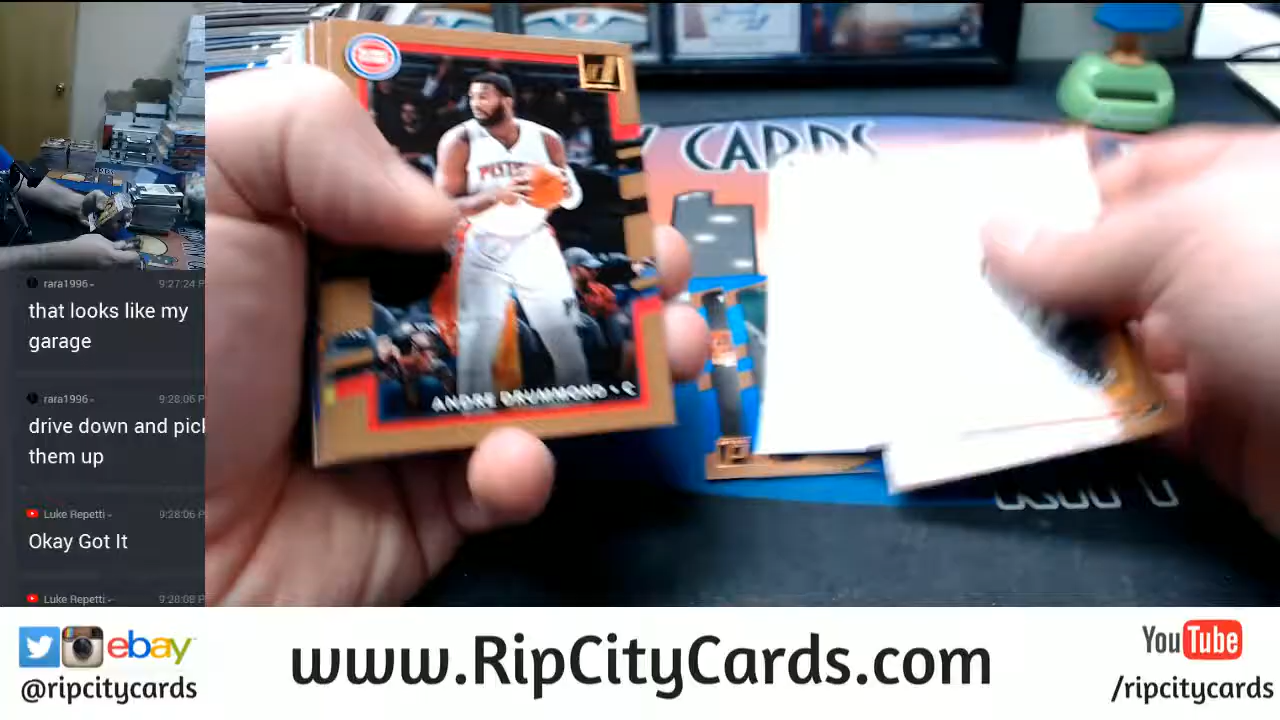 rara1996
9:27:24 P
that looks like my
garage
rara1996
9:28:06 P
drive down and pick
them up
Luke Repetti
9:28:06 P
Okay Got It
Luke Repetti
9:28:08 P
CARDS
ANDRE DRUMMOND • C
ebay
@ripcitycards
www.RipCityCards.com
YouTube
/ripcitycards